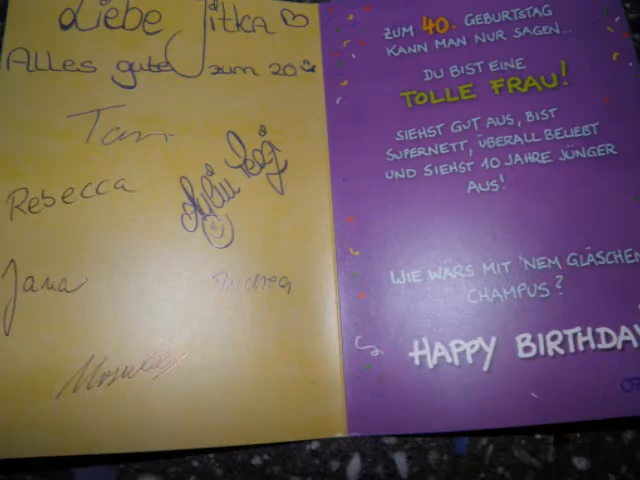 Liebe Jitka
Alles gute zum 20
Rebecca
Jana
Andrea
ZUM 40. GEBURTSTAG
KANN MAN NUR SAGEN...
DU BIST EINE
TOLLE FRAU!
SIEHST GUT AUS, BIST
SUPERNETT, ÜBERALL BELIEBT
UND SIEHST 10 JAHRE JÜNGER
AUS!
WIE WÄRS MIT 'NEM GLÄSCHEN
CHAMPUS?
HAPPY BIRTHDAY